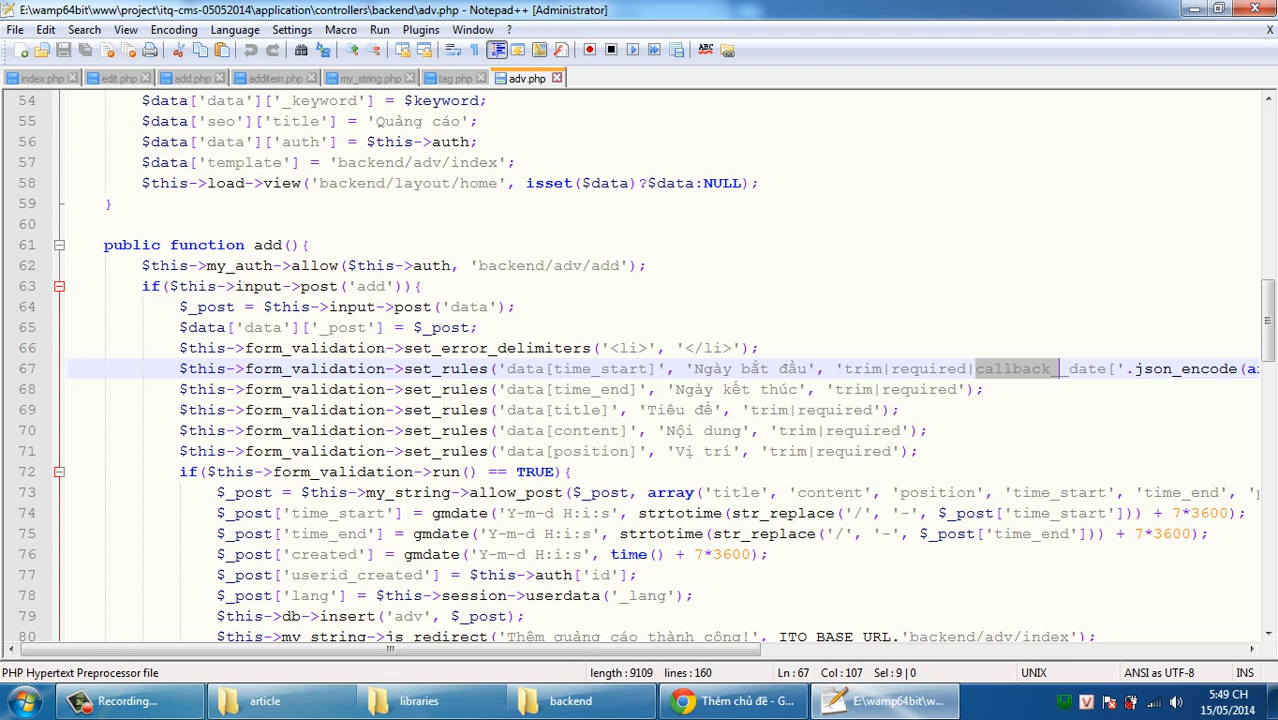 E:\wamp64bit\www\project\itq-cms-05052014\application\controllers\backend\adv.php - Notepad++ [Administrator]
File Edit Search View Encoding Language Settings Macro Run Plugins Window ? X
index.php edit.php add.php additem.php my_string.php tag.php adv.php
54 $data['data']['_keyword'] = $keyword;
55 $data['seo']['title'] = 'Quảng cáo';
56 $data['data']['auth'] = $this->auth;
57 $data['template'] = 'backend/adv/index';
58 $this->load->view('backend/layout/home', isset($data)?$data:NULL);
59 }
60
61 public function add(){
62 $this->my_auth->allow($this->auth, 'backend/adv/add');
63 if($this->input->post('add')){
64 $_post = $this->input->post('data');
65 $data['data']['_post'] = $_post;
66 $this->form_validation->set_error_delimiters('<li>', '</li>');
67 $this->form_validation->set_rules('data[time_start]', 'Ngày bắt đầu', 'trim|required|callback__date['.json_encode(a
68 $this->form_validation->set_rules('data[time_end]', 'Ngày kết thúc', 'trim|required');
69 $this->form_validation->set_rules('data[title]', 'Tiêu đề', 'trim|required');
70 $this->form_validation->set_rules('data[content]', 'Nội dung', 'trim|required');
71 $this->form_validation->set_rules('data[position]', 'Vị trí', 'trim|required');
72 if($this->form_validation->run() == TRUE){
73 $_post = $this->my_string->allow_post($_post, array('title', 'content', 'position', 'time_start', 'time_end', '
74 $_post['time_start'] = gmdate('Y-m-d H:i:s', strtotime(str_replace('/', '-', $_post['time_start'])) + 7*3600);
75 $_post['time_end'] = gmdate('Y-m-d H:i:s', strtotime(str_replace('/', '-', $_post['time_end'])) + 7*3600);
76 $_post['created'] = gmdate('Y-m-d H:i:s', time() + 7*3600);
77 $_post['userid_created'] = $this->auth['id'];
78 $_post['lang'] = $this->session->userdata('_lang');
79 $this->db->insert('adv', $_post);
80 $this->my_string->js_redirect('Thêm quảng cáo thành công!', ITQ_BASE_URL.'backend/adv/index');
PHP Hypertext Preprocessor file length : 9109 lines : 160 Ln : 67 Col : 107 Sel : 9 | 0 UNIX ANSI as UTF-8 INS
Recording... article libraries backend Thêm chủ đề - G... E:\wamp64bit\w... 5:49 CH
15/05/2014